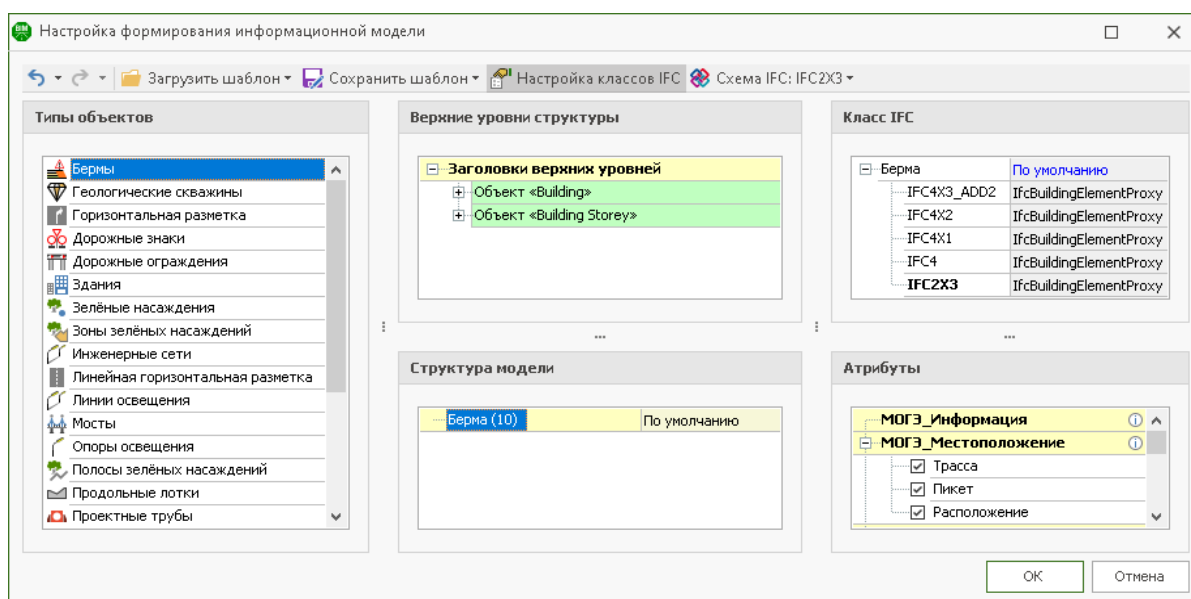 Настройка формирования информационной модели
Загрузить шаблон
Сохранить шаблон
Настройка классов IFC
Схема IFC: IFC2X3
Типы объектов
Бермы
Геологические скважины
Горизонтальная разметка
Дорожные знаки
Дорожные ограждения
Здания
Зелёные насаждения
Зоны зелёных насаждений
Инженерные сети
Линейная горизонтальная разметка
Линии освещения
Мосты
Опоры освещения
Полосы зелёных насаждений
Продольные лотки
Проектные трубы
Верхние уровни структуры
Заголовки верхних уровней
Объект «Building»
Объект «Building Storey»
Структура модели
Берма (10) По умолчанию
Класс IFC
Берма По умолчанию
IFC4X3_ADD2 IfcBuildingElementProxy
IFC4X2 IfcBuildingElementProxy
IFC4X1 IfcBuildingElementProxy
IFC4 IfcBuildingElementProxy
IFC2X3 IfcBuildingElementProxy
Атрибуты
МОГЭ_Информация
МОГЭ_Местоположение
Трасса
Пикет
Расположение
ОК
Отмена